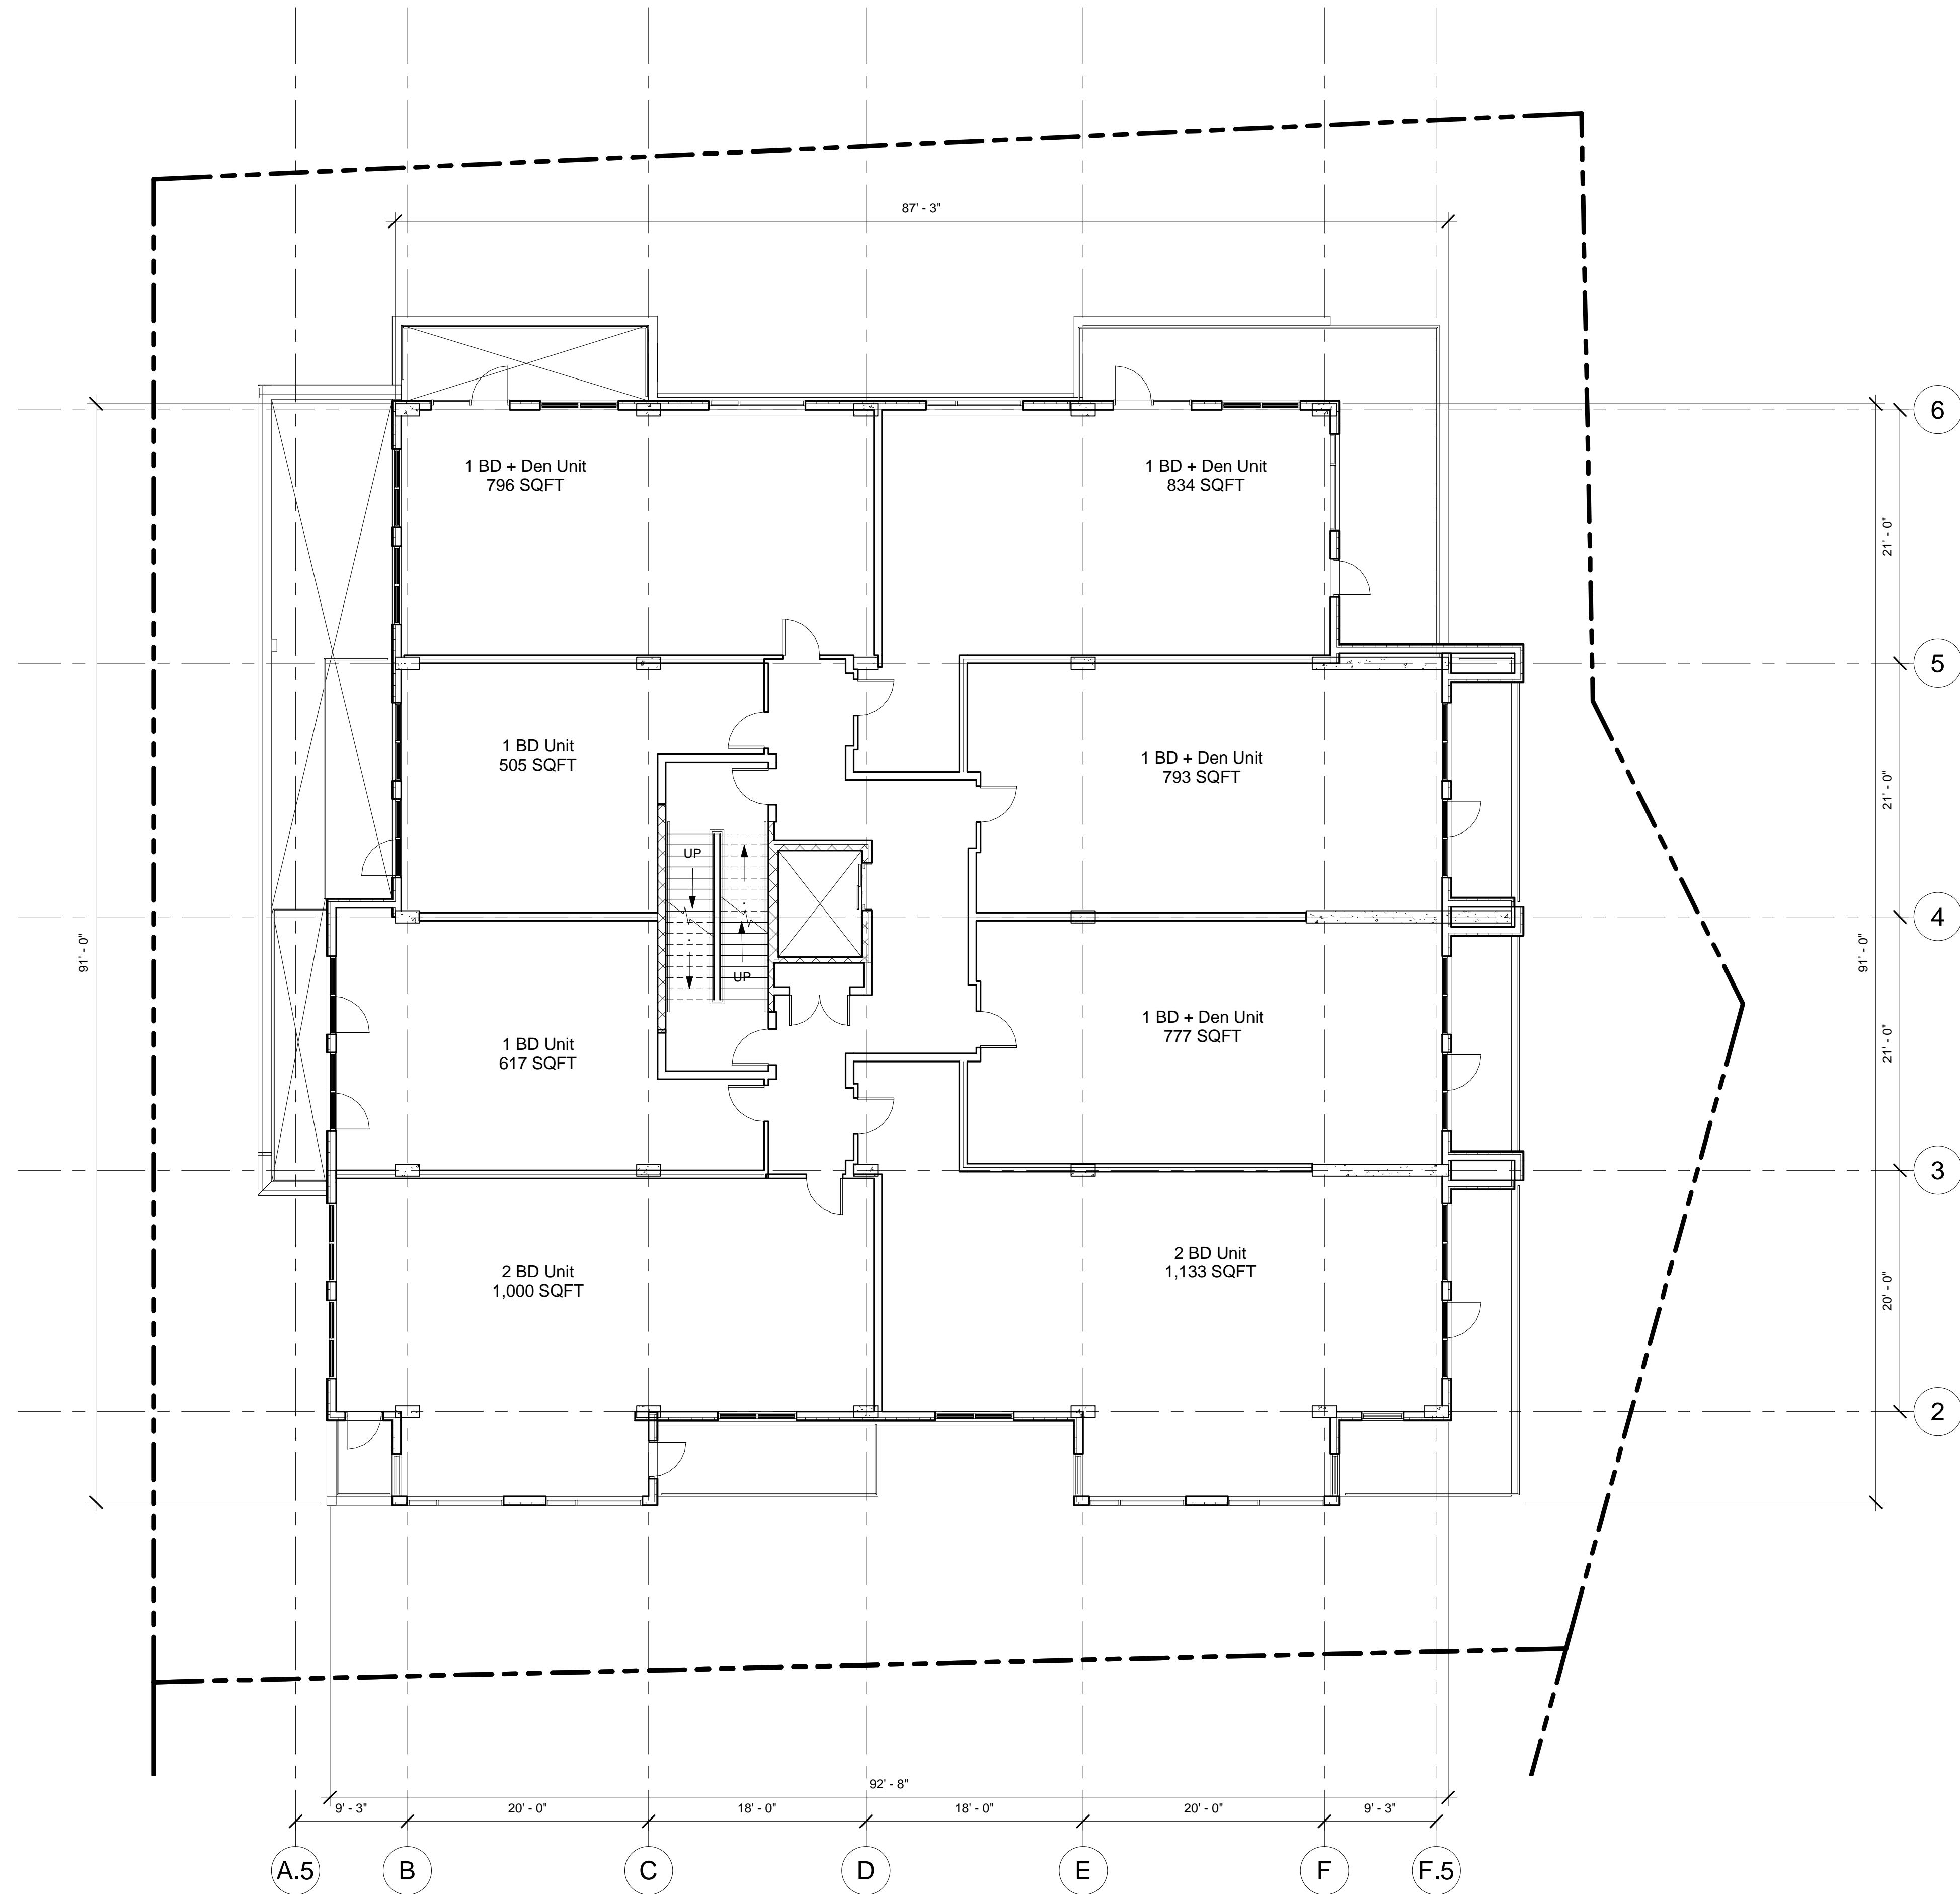 87' - 3"
6
1 BD + Den Unit
796 SQFT
1 BD + Den Unit
834 SQFT
21' - 0"
5
1 BD Unit
505 SQFT
1 BD + Den Unit
793 SQFT
21' - 0"
UP
4
91' - 0"
91' - 0"
UP
1 BD Unit
617 SQFT
1 BD + Den Unit
777 SQFT
21' - 0"
3
2 BD Unit
1,000 SQFT
2 BD Unit
1,133 SQFT
20' - 0"
2
92' - 8"
9' - 3"
20' - 0"
18' - 0"
18' - 0"
20' - 0"
9' - 3"
A.5
B
C
D
E
F
F.5